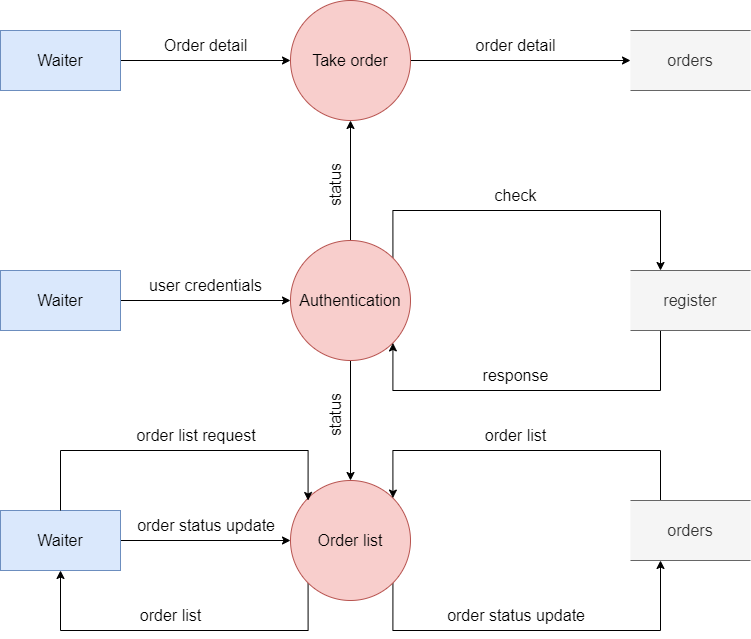 Order detail
order detail
Waiter
Take order
orders
status
check
user credentials
Waiter
Authentication
register
response
status
order list request
order list
order status update
Waiter
Order list
orders
order list
order status update